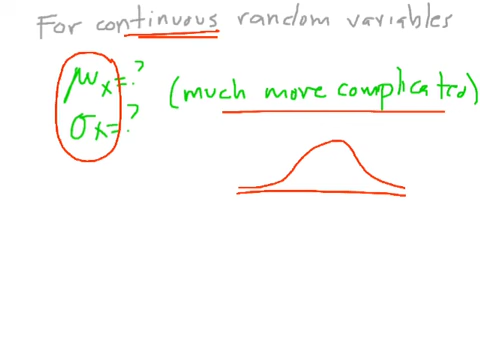 For continuous random variables
μx=?
(much more complicated)
σx=?